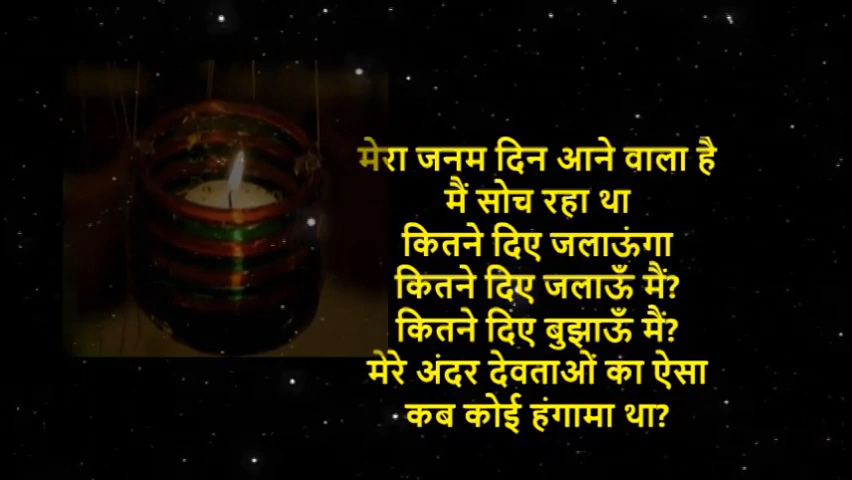 मेरा जनम दिन आने वाला है
मैं सोच रहा था
कितने दिए जलाऊंगा
कितने दिए जलाऊँ मैं?
कितने दिए बुझाऊँ मैं?
मेरे अंदर देवताओं का ऐसा
कब कोई हंगामा था?